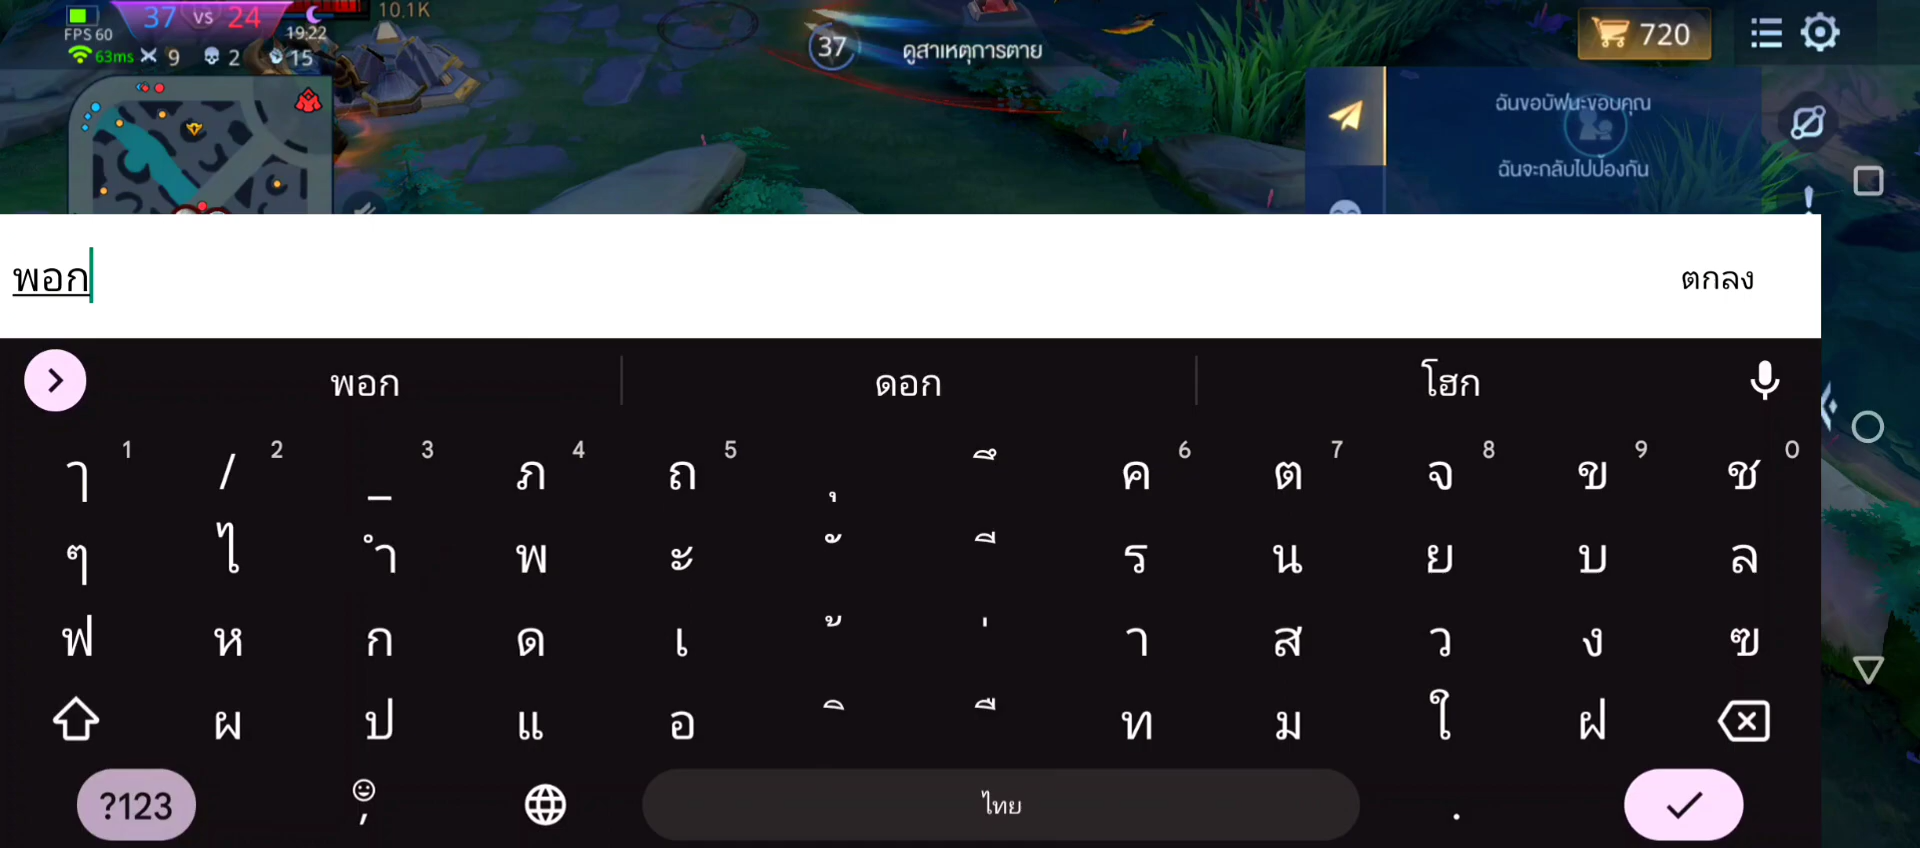 37 vs 24
10.1K
FPS 60
19:22
63ms 9 2 15
37 ดูสาเหตุการตาย
720
ฉันขอบัฟนะขอบคุณ
ฉันจะกลับไปป้องกัน
พอก
ตกลง
พอก ดอก โฮก
1 2 3 4 5 6 7 8 9 0
ๅ / _ ภ ถ ุ ึ ค ต จ ข ช
ๆ ไ ำ พ ะ ั ี ร น ย บ ล
ฟ ห ก ด เ ้ ่ า ส ว ง ฃ
ผ ป แ อ ิ ื ท ม ใ ฝ
?123 , ไทย .